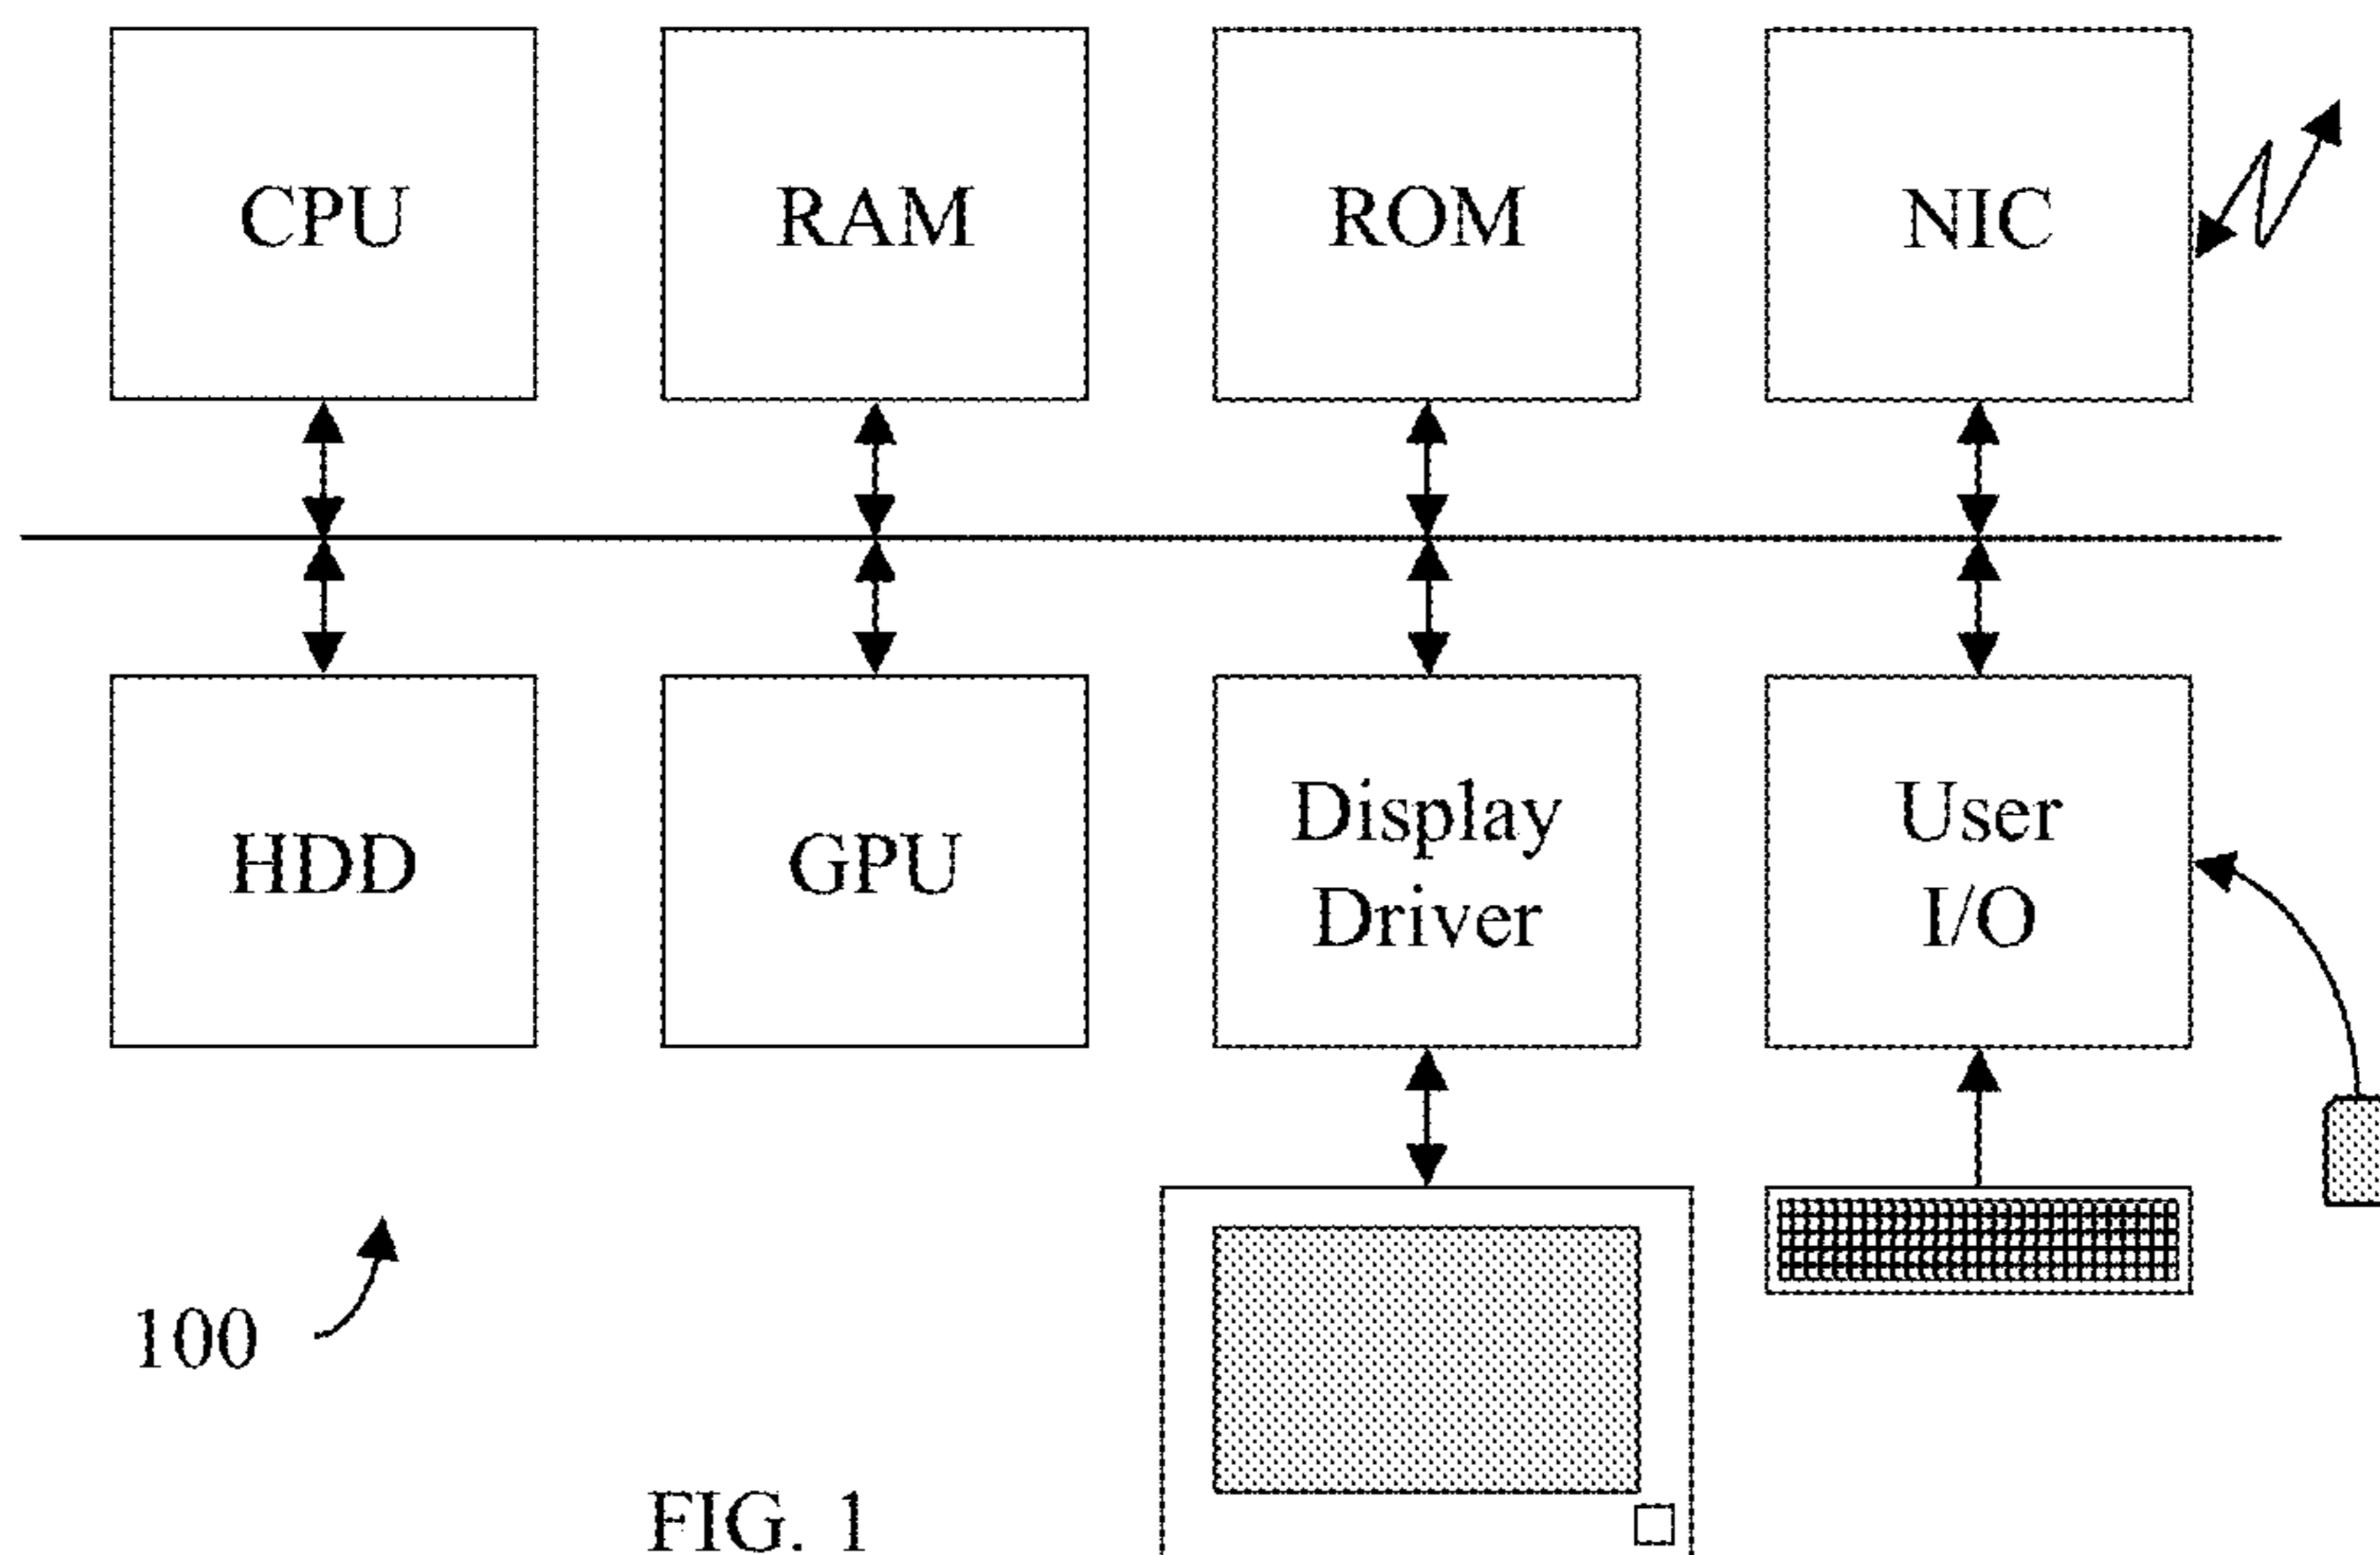 CPU
RAM
ROM
NIC
HDD
GPU
Display
Driver
User
I/O
100
FIG. 1